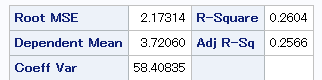 Root MSE 2.17314 R-Square 0.2604
Dependent Mean 3.72060 Adj R-Sq 0.2566
Coeff Var 58.40835